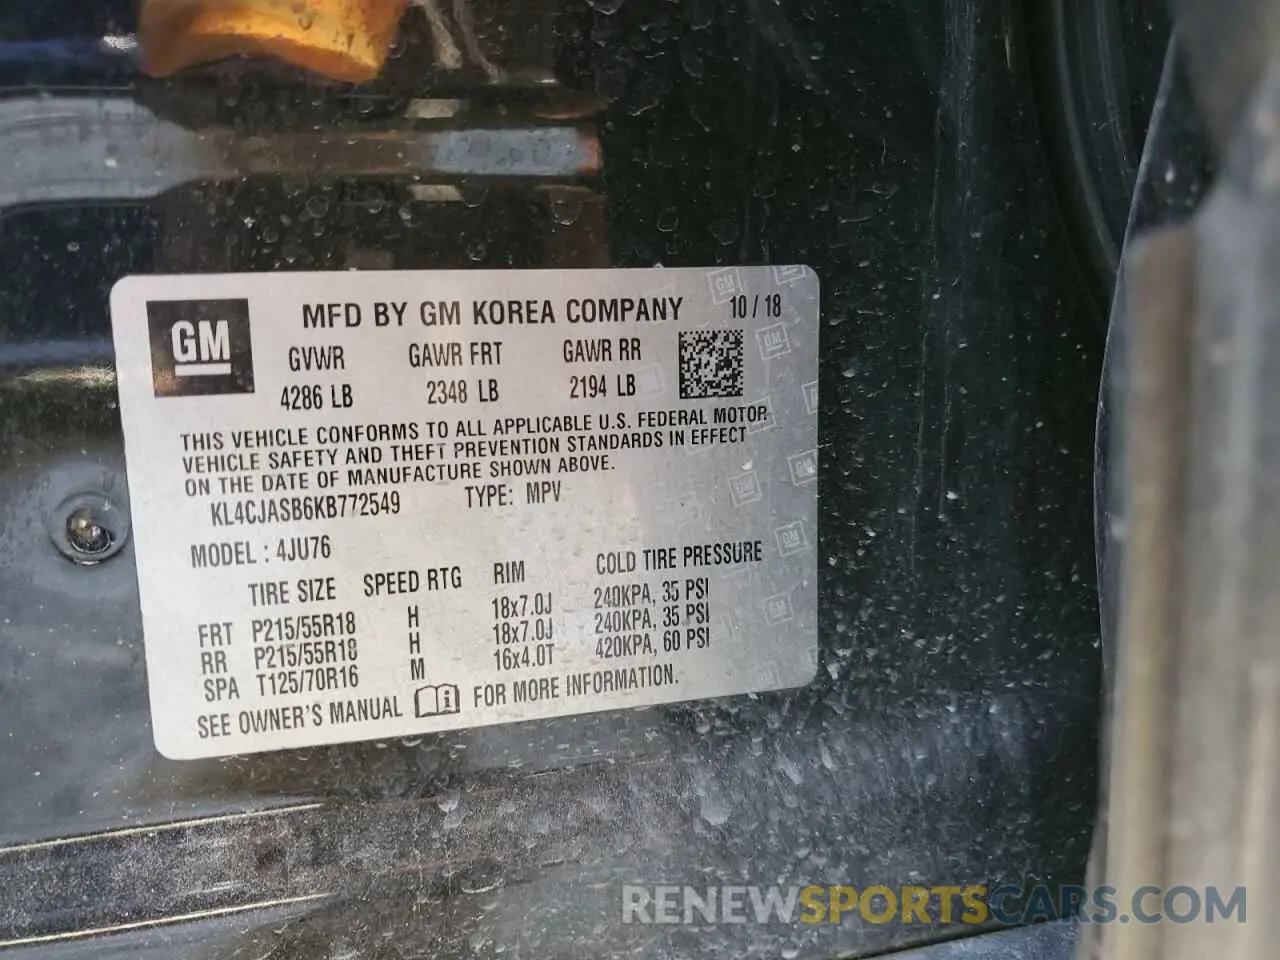 GM
MFD BY GM KOREA COMPANY 10 / 18
GVWR GAWR FRT GAWR RR
4286 LB 2348 LB 2194 LB
THIS VEHICLE CONFORMS TO ALL APPLICABLE U.S. FEDERAL MOTOR
VEHICLE SAFETY AND THEFT PREVENTION STANDARDS IN EFFECT
ON THE DATE OF MANUFACTURE SHOWN ABOVE.
KL4CJASB6KB772549 TYPE: MPV
MODEL : 4JU76
TIRE SIZE SPEED RTG RIM COLD TIRE PRESSURE
FRT P215/55R18 H 18x7.0J 240KPA, 35 PSI
RR P215/55R18 H 18x7.0J 240KPA, 35 PSI
SPA T125/70R16 M 16x4.0T 420KPA, 60 PSI
SEE OWNER'S MANUAL i FOR MORE INFORMATION.
RENEWSPORTSCARS.COM